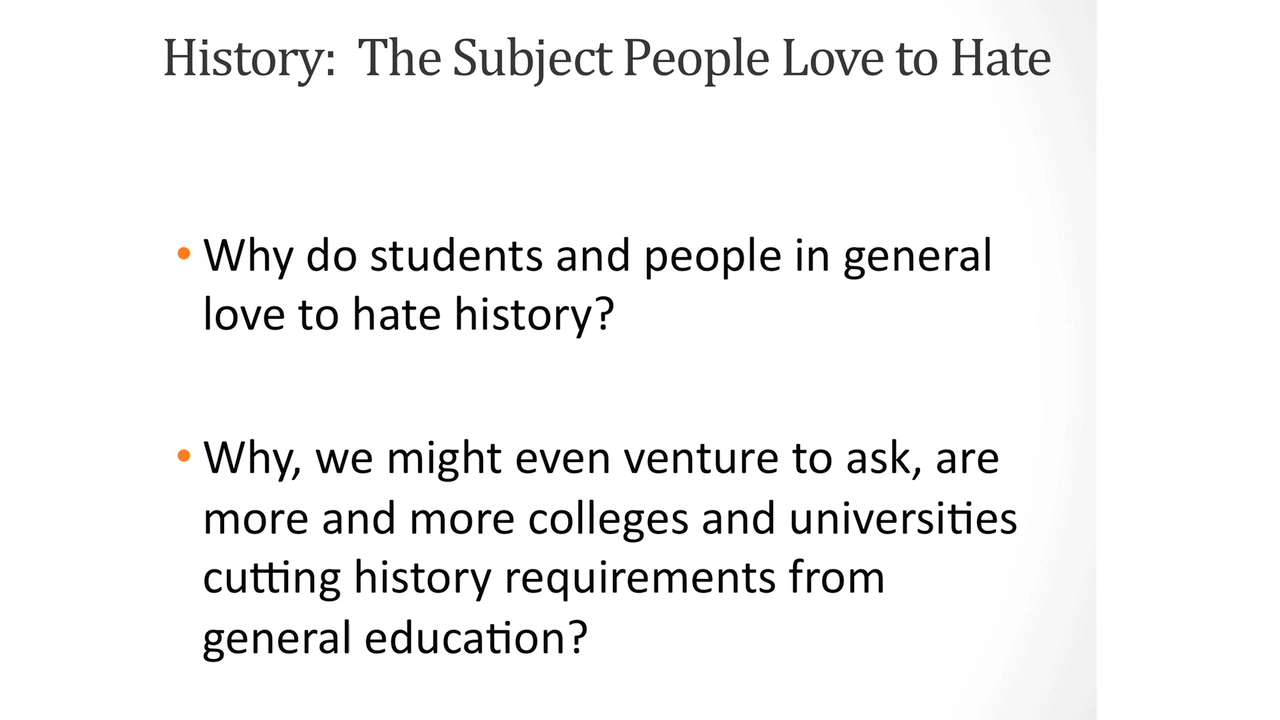 History: The Subject People Love to Hate
• Why do students and people in general
love to hate history?
• Why, we might even venture to ask, are
more and more colleges and universities
cutting history requirements from
general education?